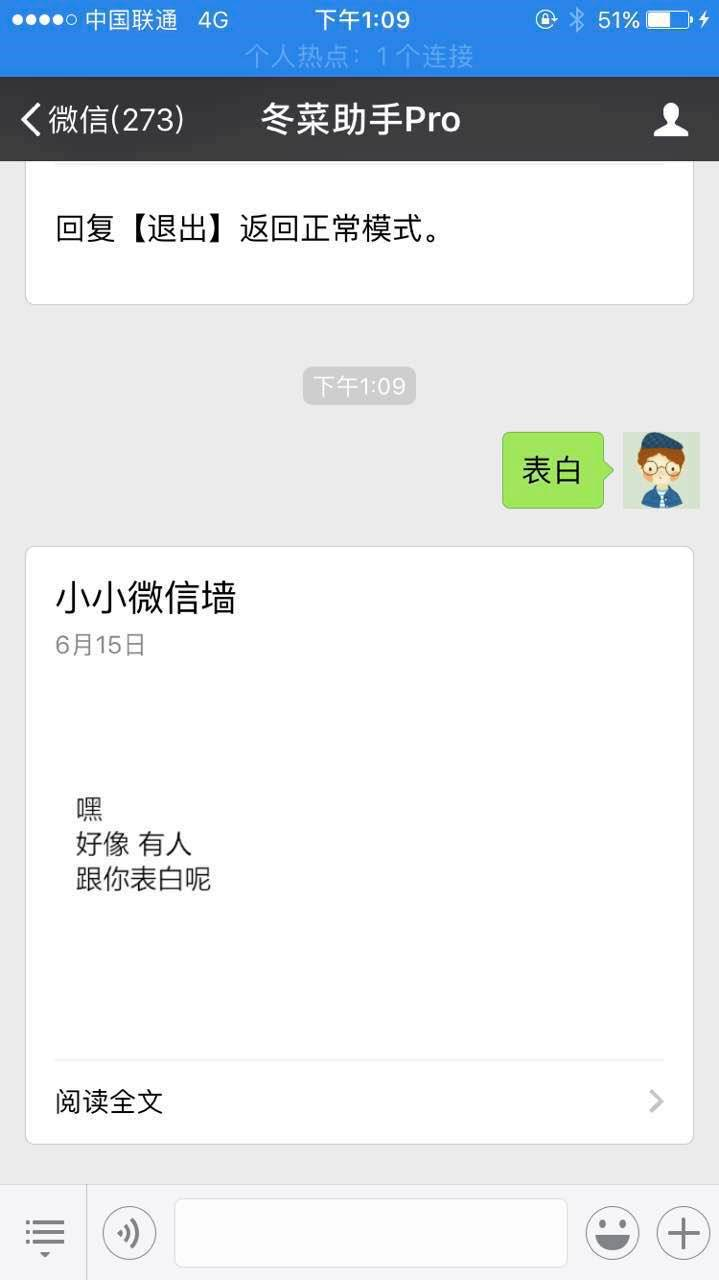 中国联通 4G 下午1:09 51%
个人热点：1 个连接
微信(273) 冬菜助手Pro
回复【退出】返回正常模式。
下午1:09
表白
小小微信墙
6月15日
嘿
好像 有人
跟你表白呢
阅读全文